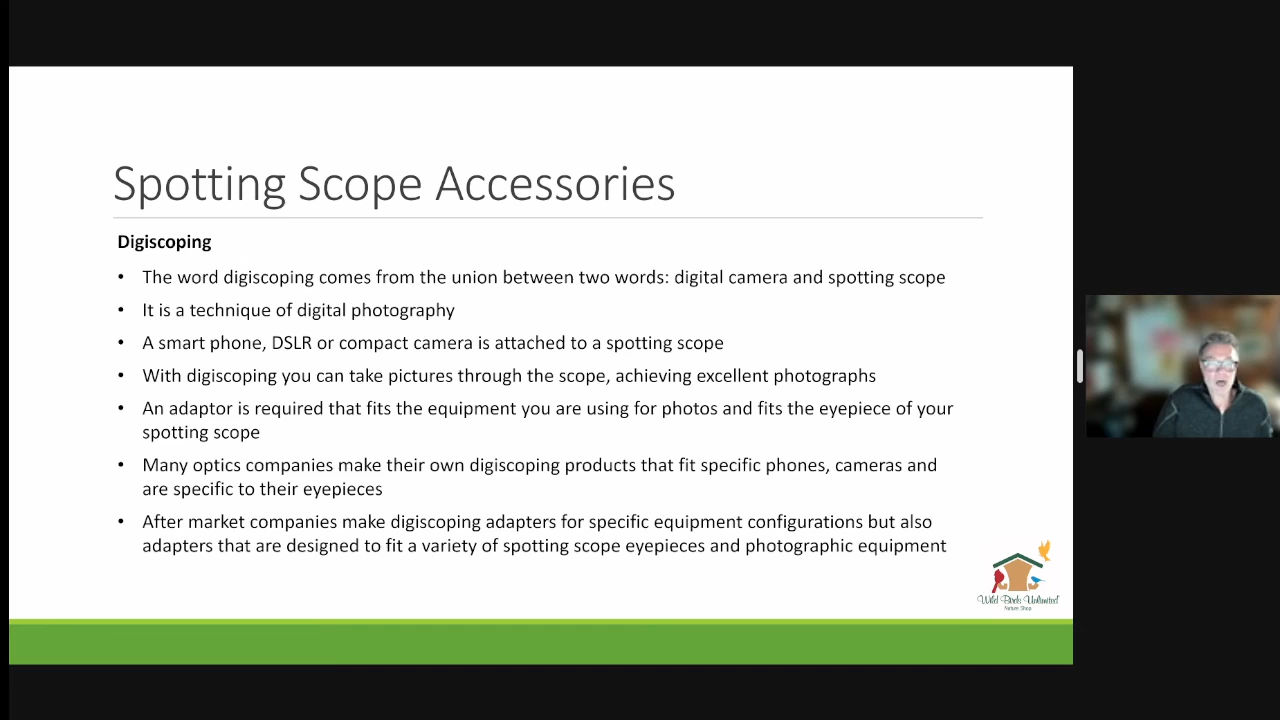 Spotting Scope Accessories
Digiscoping
• The word digiscoping comes from the union between two words: digital camera and spotting scope
• It is a technique of digital photography
• A smart phone, DSLR or compact camera is attached to a spotting scope
• With digiscoping you can take pictures through the scope, achieving excellent photographs
• An adaptor is required that fits the equipment you are using for photos and fits the eyepiece of your
spotting scope
• Many optics companies make their own digiscoping products that fit specific phones, cameras and
are specific to their eyepieces
• After market companies make digiscoping adapters for specific equipment configurations but also
adapters that are designed to fit a variety of spotting scope eyepieces and photographic equipment
Wild Birds Unlimited
Nature Shop